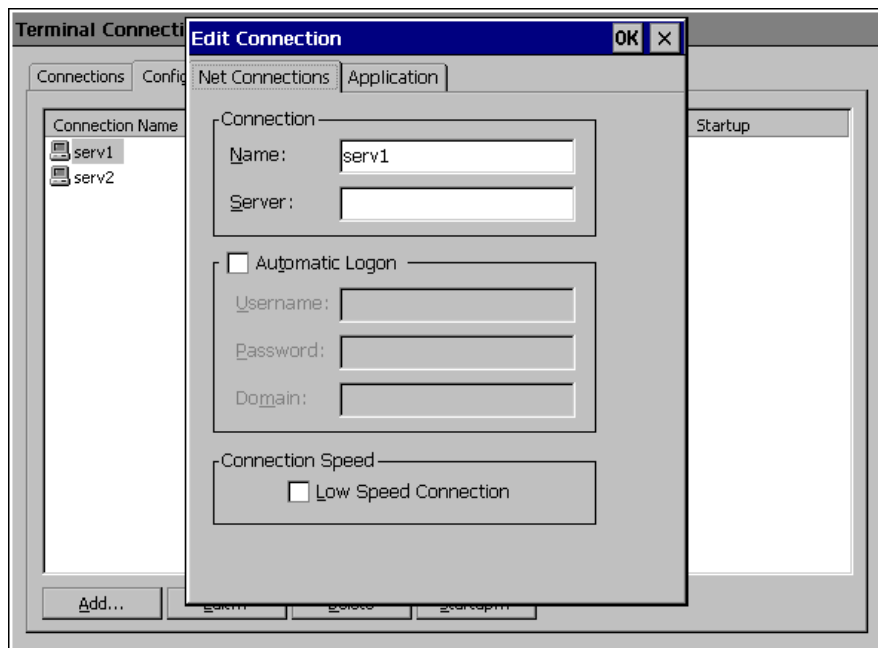 Terminal Connecti
Edit Connection
OK
Connections
Config
Net Connections
Application
Connection Name
Startup
serv1
serv2
Connection
Name:
serv1
Server:
Automatic Logon
Username:
Password:
Domain:
Connection Speed
Low Speed Connection
Add...